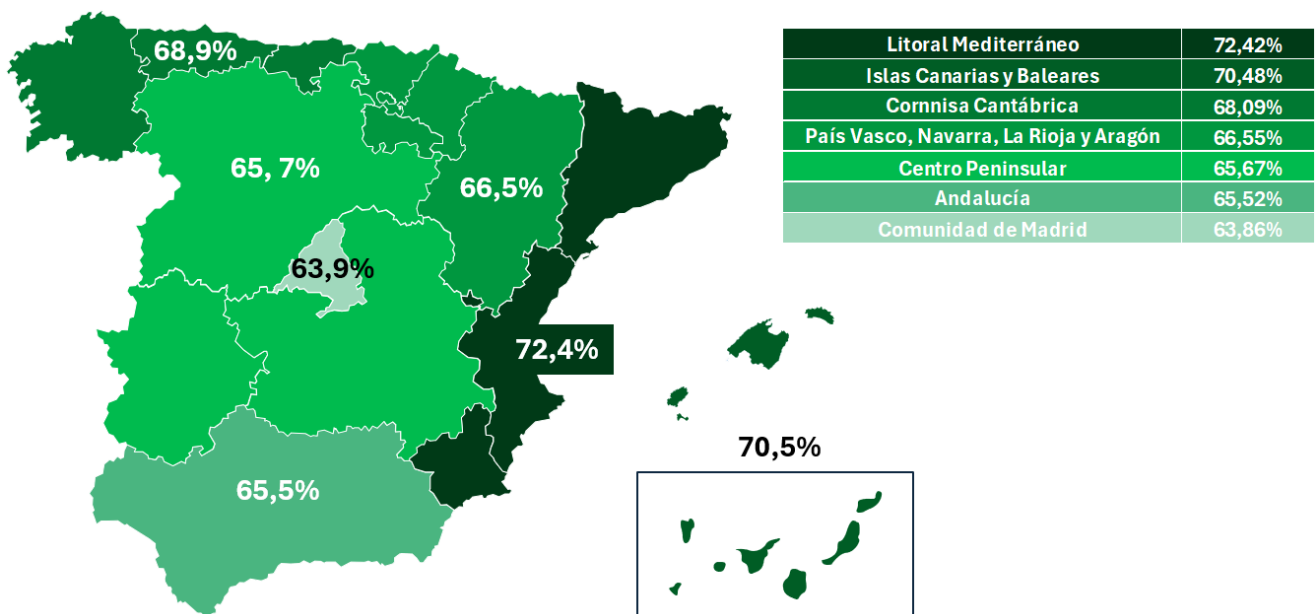 68,9%
65, 7%
66,5%
63,9%
72,4%
70,5%
65,5%
Litoral Mediterráneo 72,42%
Islas Canarias y Baleares 70,48%
Cornnisa Cantábrica 68,09%
País Vasco, Navarra, La Rioja y Aragón 66,55%
Centro Peninsular 65,67%
Andalucía 65,52%
Comunidad de Madrid 63,86%